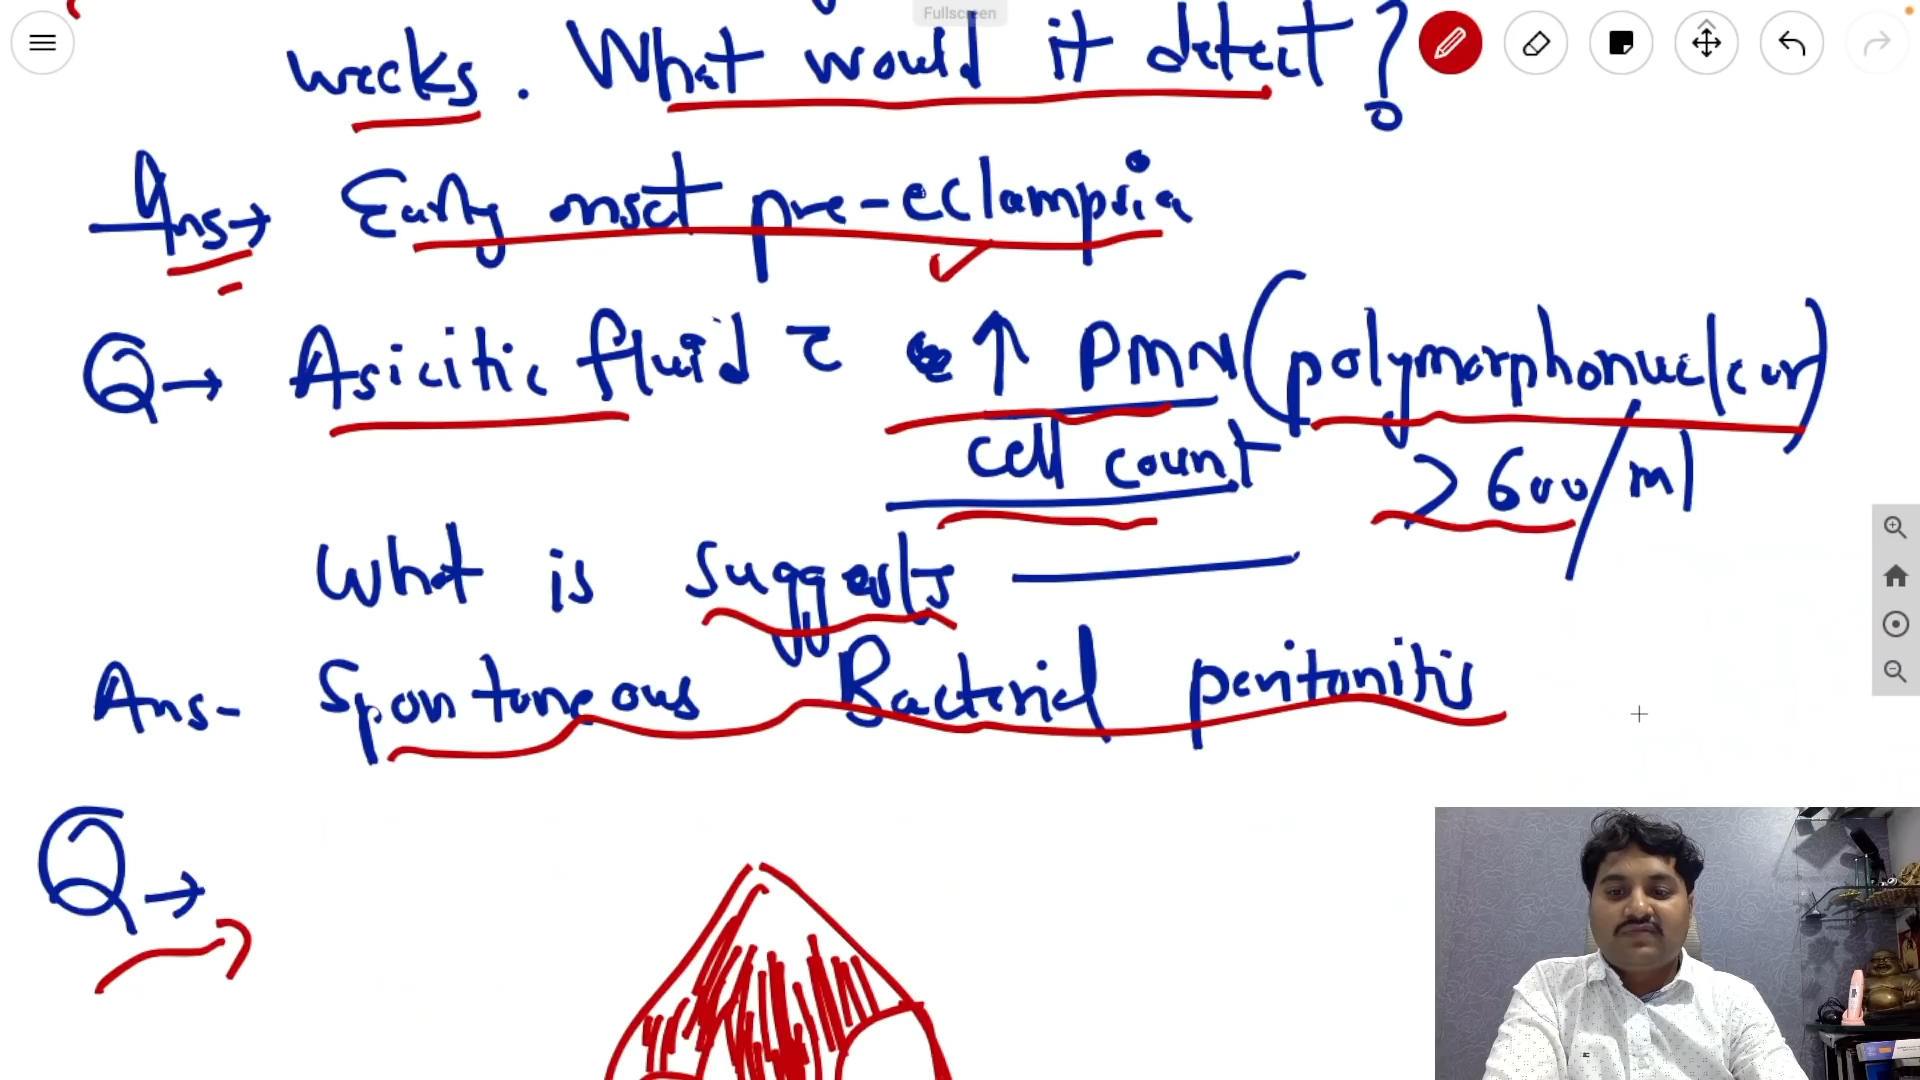 Fullscreen
weeks. What would it detect?
Ans→ Early onset pre-eclampsia
Q→ Asicitic fluid c ↑ PMN (polymorphonuclear)
cell count >600/ml
What is suggests ——
Ans- Spontaneous Bacterial peritonitis
Q→